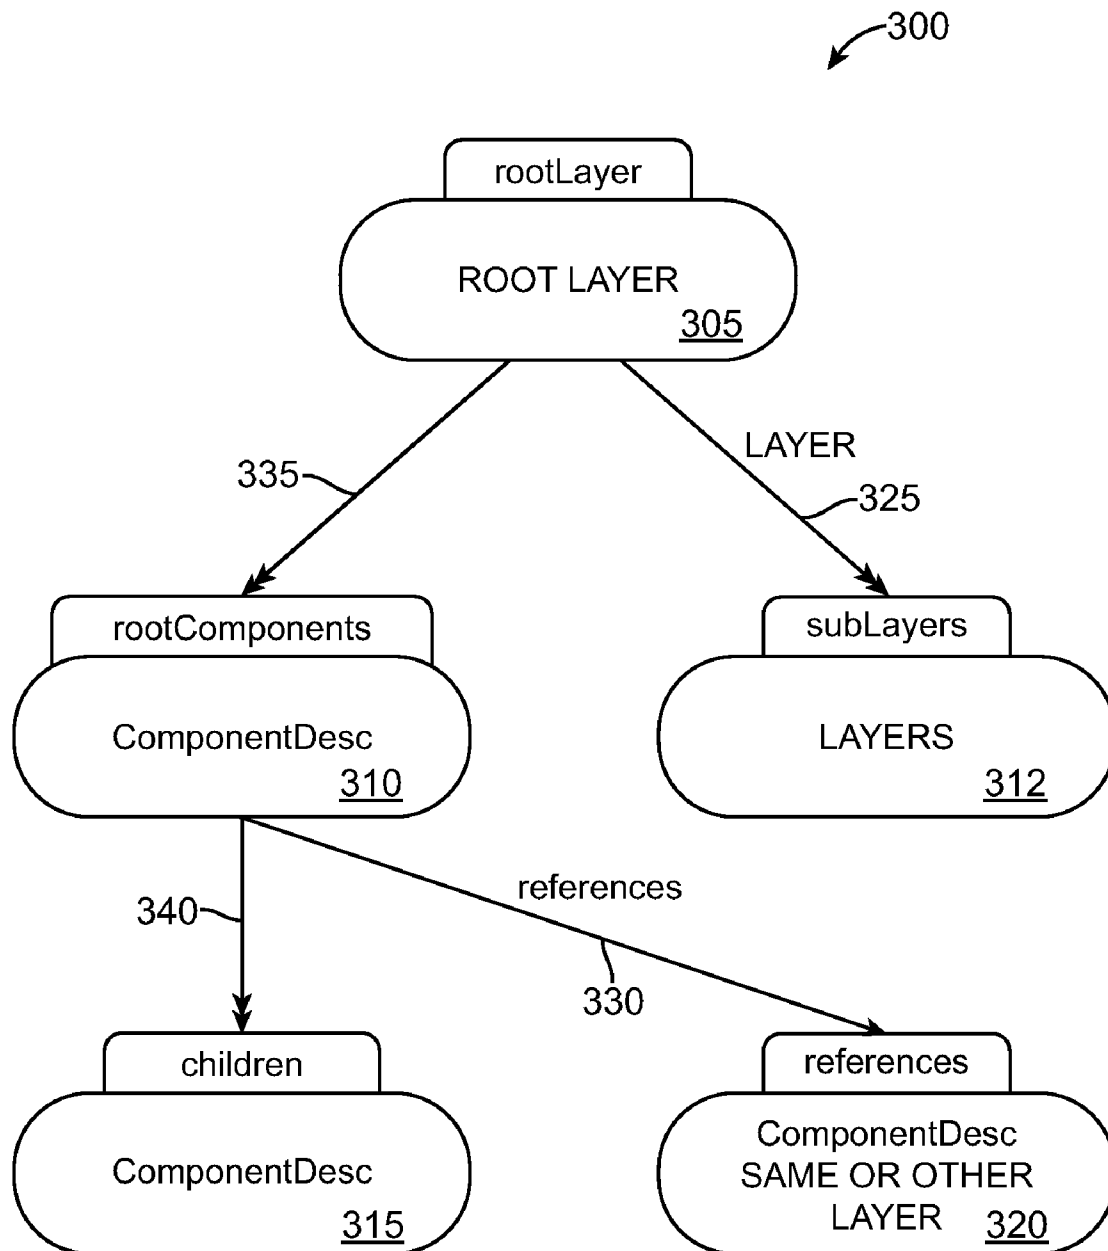 300
rootLayer
ROOT LAYER
305
335
LAYER
325
rootComponents
ComponentDesc
310
subLayers
LAYERS
312
340
references
330
children
ComponentDesc
315
references
ComponentDesc
SAME OR OTHER
LAYER
320